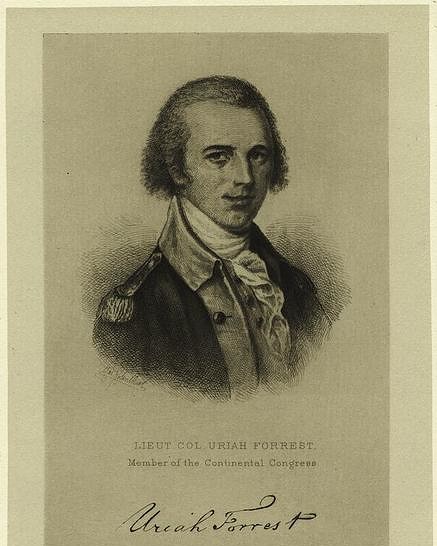 LIEUT COL. URIAH FORREST.
Member of the Continental Congress
Uriah Forrest